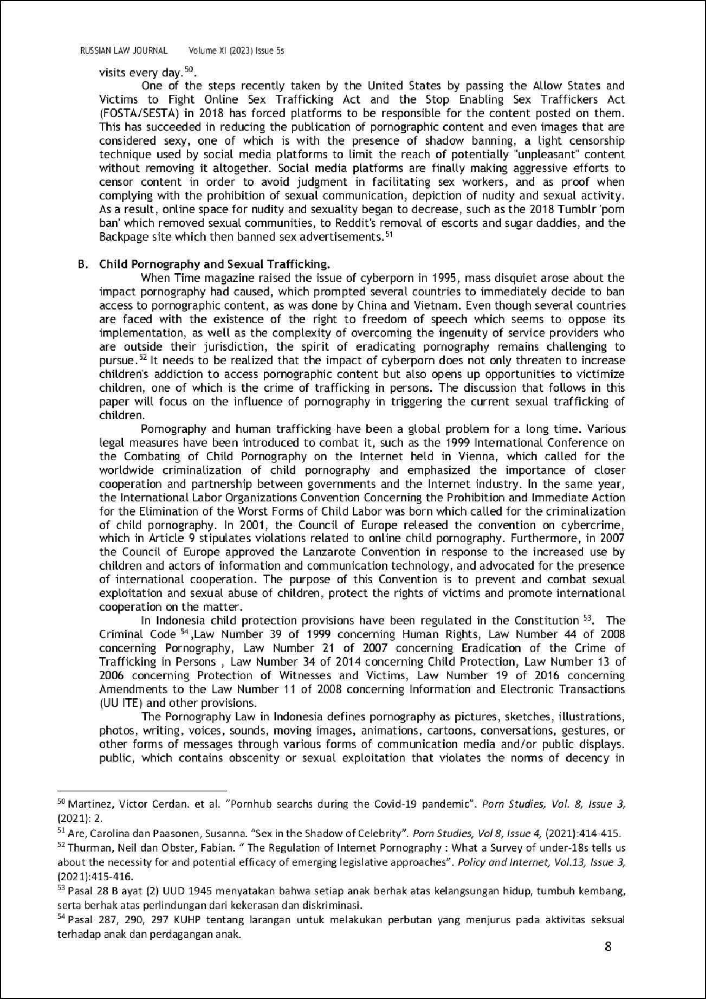 RUSSIAN LAW JOURNAL Volume XI (2023) Issue 5s
visits every day.50.
One of the steps recently taken by the United States by passing the Allow States and
Victims to Fight Online Sex Trafficking Act and the Stop Enabling Sex Traffickers Act
(FOSTA/SESTA) in 2018 has forced platforms to be responsible for the content posted on them.
This has succeeded in reducing the publication of pornographic content and even images that are
considered sexy, one of which is with the presence of shadow banning, a light censorship
technique used by social media platforms to limit the reach of potentially "unpleasant" content
without removing it altogether. Social media platforms are finally making aggressive efforts to
censor content in order to avoid judgment in facilitating sex workers, and as proof when
complying with the prohibition of sexual communication, depiction of nudity and sexual activity.
As a result, online space for nudity and sexuality began to decrease, such as the 2018 Tumblr 'porn
ban' which removed sexual communities, to Reddit's removal of escorts and sugar daddies, and the
Backpage site which then banned sex advertisements.51
B. Child Pornography and Sexual Trafficking.
When Time magazine raised the issue of cyberporn in 1995, mass disquiet arose about the
impact pornography had caused, which prompted several countries to immediately decide to ban
access to pornographic content, as was done by China and Vietnam. Even though several countries
are faced with the existence of the right to freedom of speech which seems to oppose its
implementation, as well as the complexity of overcoming the ingenuity of service providers who
are outside their jurisdiction, the spirit of eradicating pornography remains challenging to
pursue.52 It needs to be realized that the impact of cyberporn does not only threaten to increase
children's addiction to access pornographic content but also opens up opportunities to victimize
children, one of which is the crime of trafficking in persons. The discussion that follows in this
paper will focus on the influence of pornography in triggering the current sexual trafficking of
children.
Pornography and human trafficking have been a global problem for a long time. Various
legal measures have been introduced to combat it, such as the 1999 International Conference on
the Combating of Child Pornography on the Internet held in Vienna, which called for the
worldwide criminalization of child pornography and emphasized the importance of closer
cooperation and partnership between governments and the Internet industry. In the same year,
the International Labor Organizations Convention Concerning the Prohibition and Immediate Action
for the Elimination of the Worst Forms of Child Labor was born which called for the criminalization
of child pornography. In 2001, the Council of Europe released the convention on cybercrime,
which in Article 9 stipulates violations related to online child pornography. Furthermore, in 2007
the Council of Europe approved the Lanzarote Convention in response to the increased use by
children and actors of information and communication technology, and advocated for the presence
of international cooperation. The purpose of this Convention is to prevent and combat sexual
exploitation and sexual abuse of children, protect the rights of victims and promote international
cooperation on the matter.
In Indonesia child protection provisions have been regulated in the Constitution 53. The
Criminal Code 54 ,Law Number 39 of 1999 concerning Human Rights, Law Number 44 of 2008
concerning Pornography, Law Number 21 of 2007 concerning Eradication of the Crime of
Trafficking in Persons , Law Number 34 of 2014 concerning Child Protection, Law Number 13 of
2006 concerning Protection of Witnesses and Victims, Law Number 19 of 2016 concerning
Amendments to the Law Number 11 of 2008 concerning Information and Electronic Transactions
(UU ITE) and other provisions.
The Pornography Law in Indonesia defines pornography as pictures, sketches, illustrations,
photos, writing, voices, sounds, moving images, animations, cartoons, conversations, gestures, or
other forms of messages through various forms of communication media and/or public displays.
public, which contains obscenity or sexual exploitation that violates the norms of decency in
50 Martinez, Victor Cerdan. et al. “Pornhub searchs during the Covid-19 pandemic”. Porn Studies, Vol. 8, Issue 3,
(2021): 2.
51 Are, Carolina dan Paasonen, Susanna. “Sex in the Shadow of Celebrity”. Porn Studies, Vol 8, Issue 4, (2021):414-415.
52 Thurman, Neil dan Obster, Fabian. “ The Regulation of Internet Pornography : What a Survey of under-18s tells us
about the necessity for and potential efficacy of emerging legislative approaches”. Policy and Internet, Vol.13, Issue 3,
(2021):415-416.
53 Pasal 28 B ayat (2) UUD 1945 menyatakan bahwa setiap anak berhak atas kelangsungan hidup, tumbuh kembang,
serta berhak atas perlindungan dari kekerasan dan diskriminasi.
54 Pasal 287, 290, 297 KUHP tentang larangan untuk melakukan perbutan yang menjurus pada aktivitas seksual
terhadap anak dan perdagangan anak.
8